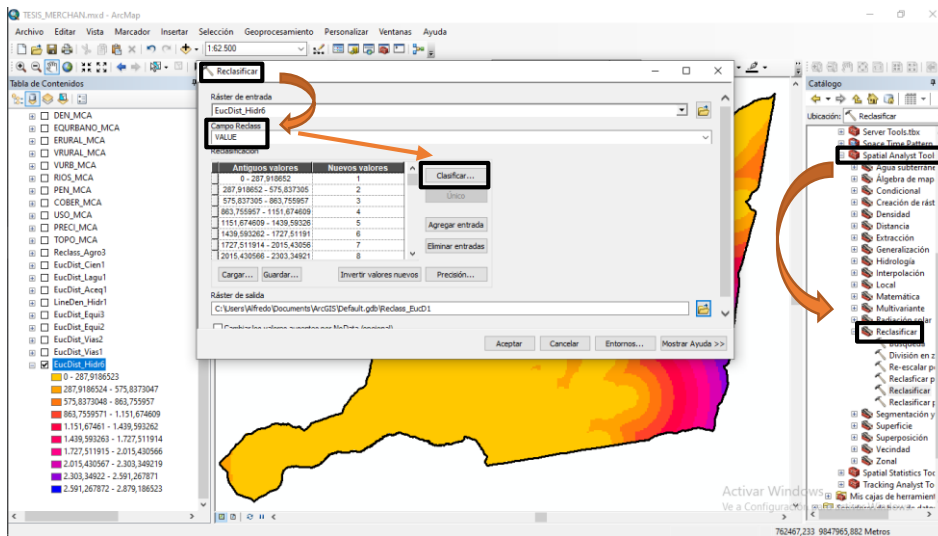 TESIS_MERCHAN.mxd - ArcMap
Archivo Editar Vista Marcador Insertar Selección Geoprocesamiento Personalizar Ventanas Ayuda
1:62.500
Tabla de Contenidos
DEN_MCA
EQURBANO_MCA
ERURAL_MCA
VRURAL_MCA
VURB_MCA
RIOS_MCA
PEN_MCA
COBER_MCA
USO_MCA
PRECI_MCA
TOPO_MCA
Reclass_Agro3
EucDist_Cien1
EucDist_Lagu1
EucDist_Aceq1
LineDen_Hidr1
EucDist_Equi3
EucDist_Equi2
EucDist_Vias2
EucDist_Vias1
EucDist_Hidr6
0 - 287,9186523
287,9186524 - 575,8373047
575,8373048 - 863,755957
863,7559571 - 1.151,674609
1.151,67461 - 1.439,593262
1.439,593263 - 1.727,511914
1.727,511915 - 2.015,430566
2.015,430567 - 2.303,349219
2.303,34922 - 2.591,267871
2.591,267872 - 2.879,186523
Reclasificar
Ráster de entrada
EucDist_Hidr6
Campo Reclass
VALUE
Reclasificación
Antiguos valores Nuevos valores
0 - 287,918652 1
287,918652 - 575,837305 2
575,837305 - 863,755957 3
863,755957 - 1151,674609 4
1151,674609 - 1439,59326 5
1439,593262 - 1727,51191 6
1727,511914 - 2015,43056 7
2015,430566 - 2303,34921 8
Clasificar...
Único
Agregar entrada
Eliminar entradas
Cargar... Guardar... Invertir valores nuevos Precisión...
Ráster de salida
C:\Users\Alfredo\Documents\ArcGIS\Default.gdb\Reclass_EucD1
Cambiar los valores ausentes por NoData (opcional)
Aceptar Cancelar Entornos... Mostrar Ayuda >>
Catálogo
Ubicación: Reclasificar
Server Tools.tbx
Space Time Pattern
Spatial Analyst Tool
Agua subterráne
Álgebra de map
Condicional
Creación de rást
Densidad
Distancia
Extracción
Generalización
Hidrología
Interpolación
Local
Matemática
Multivariante
Radiación solar
Reclasificar
Búsqueda
División en z
Re-escalar po
Reclasficar p
Reclasificar
Reclasificar p
Segmentación y
Superficie
Superposición
Vecindad
Zonal
Spatial Statistics Toc
Tracking Analyst To
Mis cajas de herramient
Activar Windows
762467,233 9847965,882 Metros